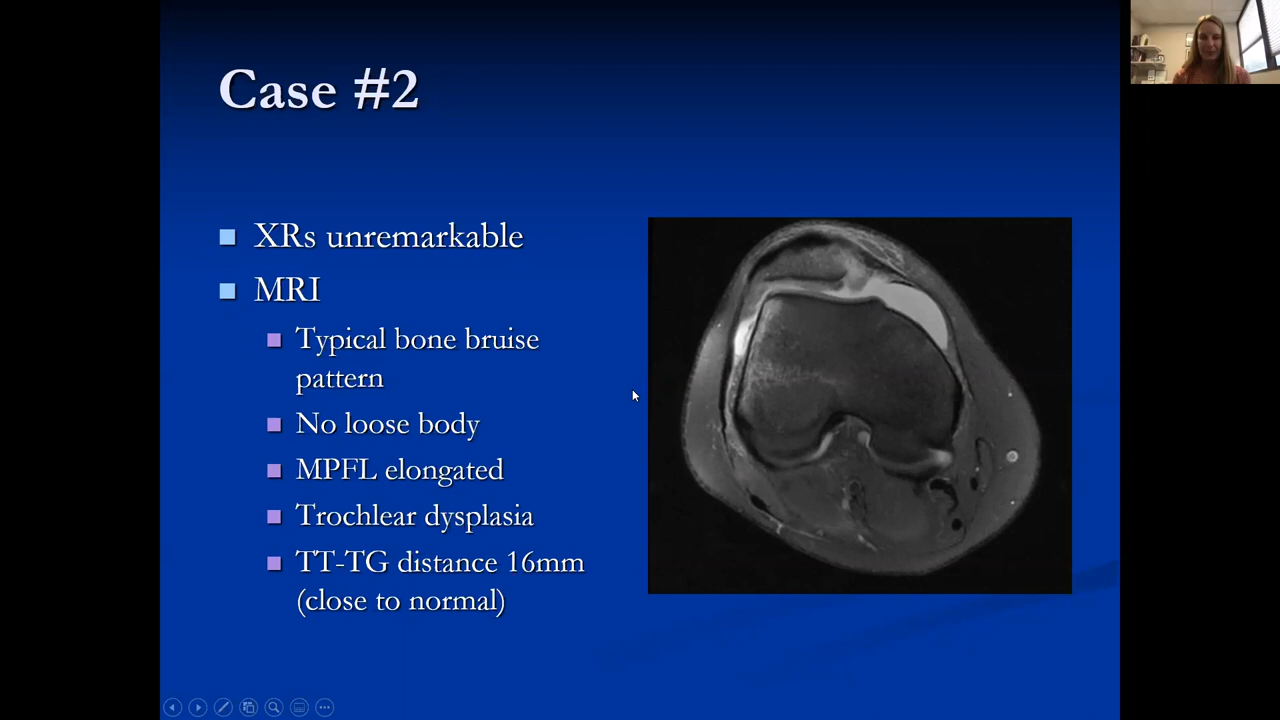 Case #2
XRs unremarkable
MRI
Typical bone bruise
pattern
No loose body
MPFL elongated
Trochlear dysplasia
TT-TG distance 16mm
(close to normal)